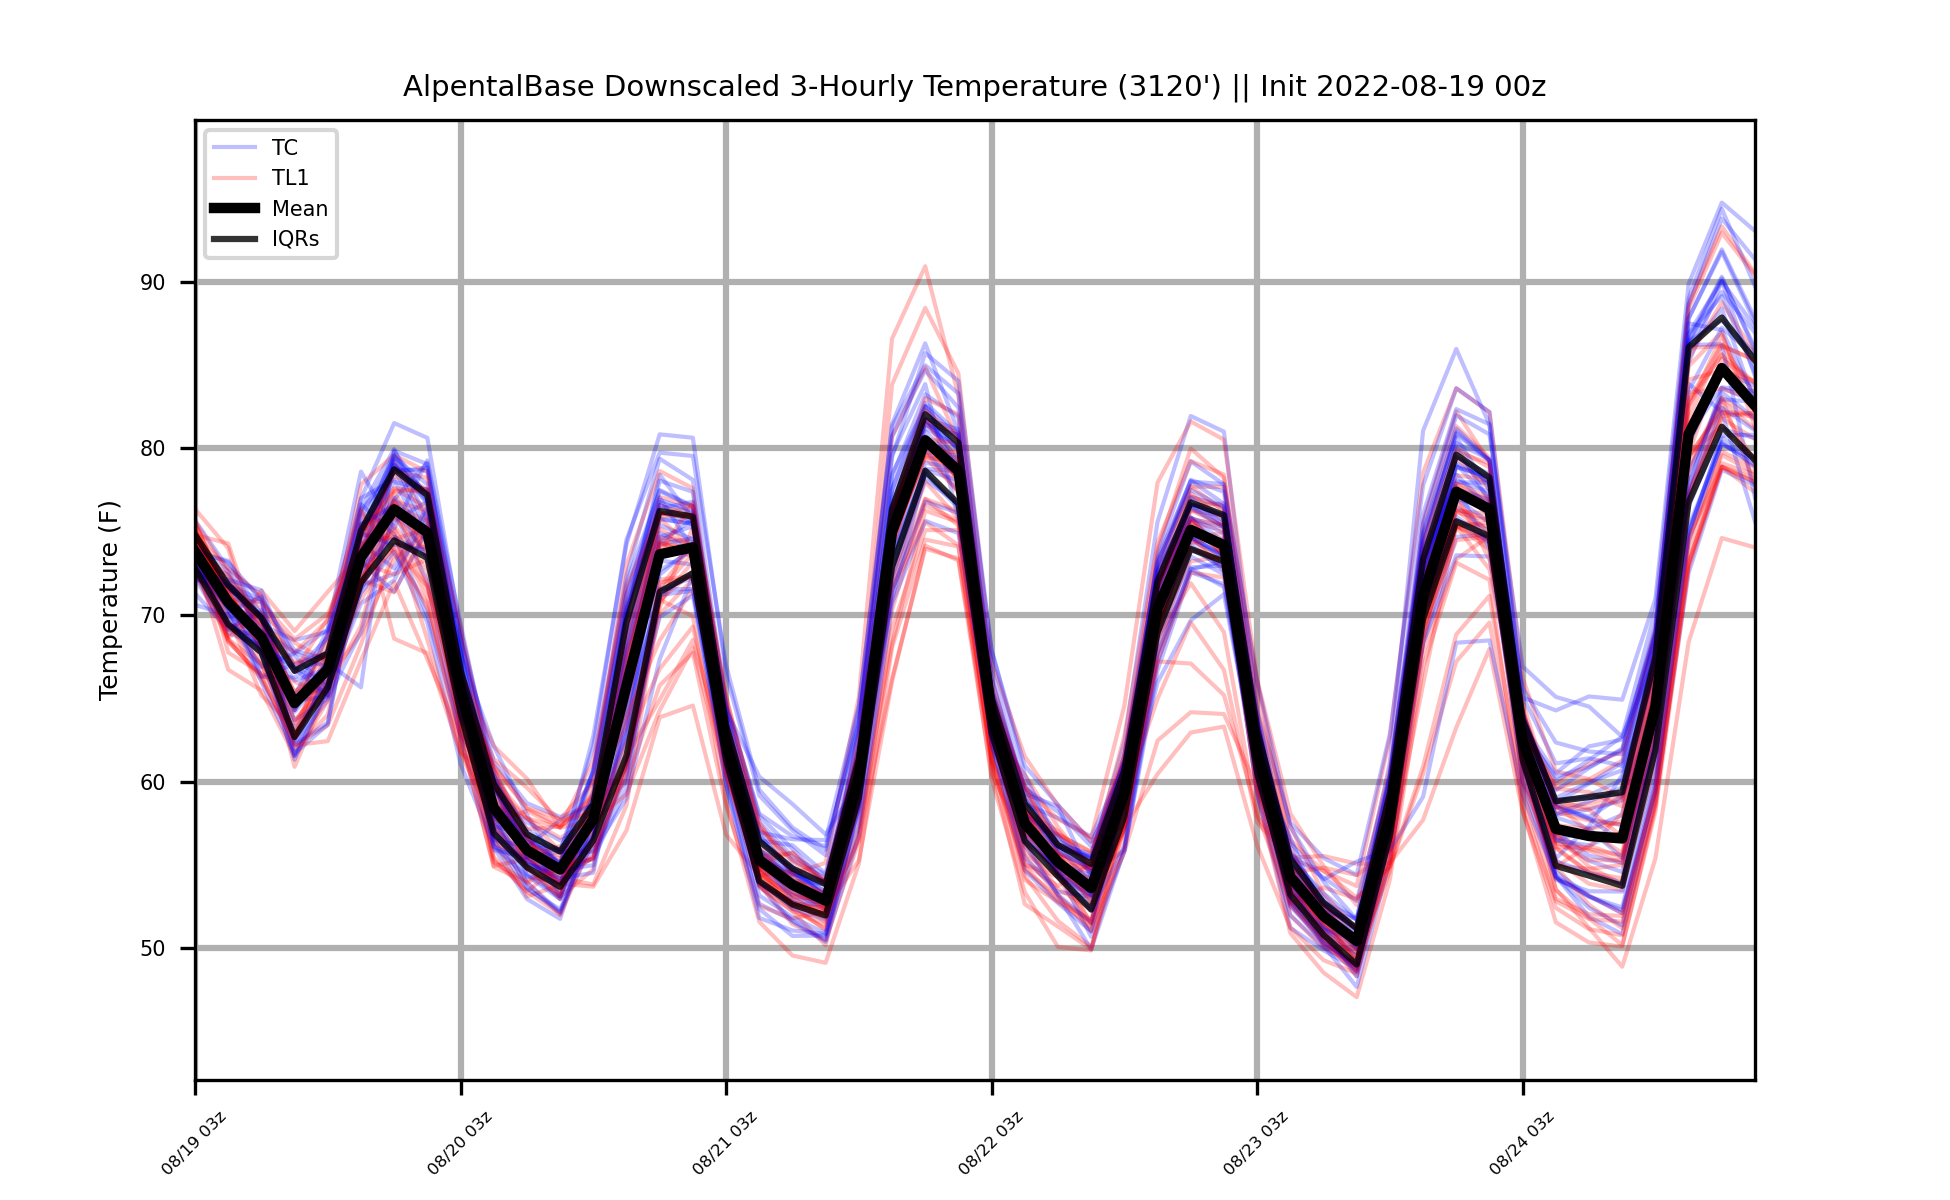 AlpentalBase Downscaled 3-Hourly Temperature (3120') || Init 2022-08-19 00z
TC
TL1
Mean
IQRs
Temperature (F)
90
80
70
60
50
08/19 03z
08/20 03z
08/21 03z
08/22 03z
08/23 03z
08/24 03z